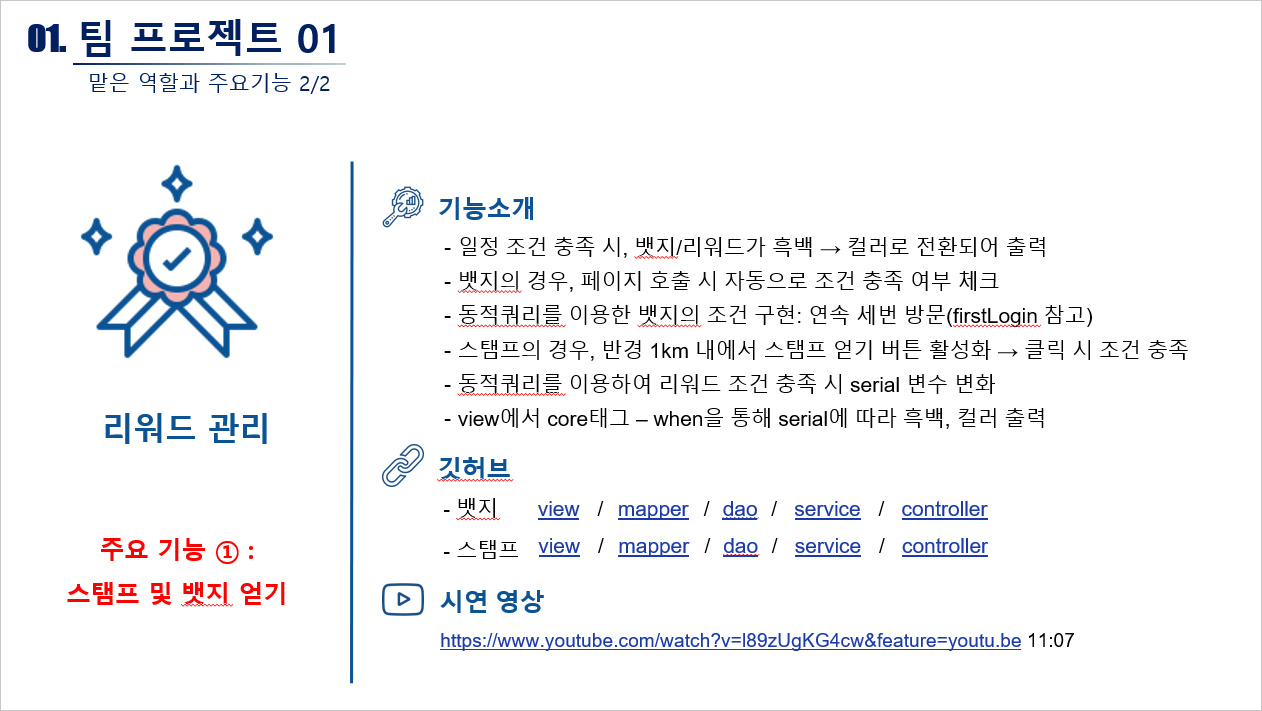 01. 팀 프로젝트 01
맡은 역할과 주요기능 2/2
리워드 관리
주요 기능 ① :
스탬프 및 뱃지 얻기
기능소개
- 일정 조건 충족 시, 뱃지/리워드가 흑백 → 컬러로 전환되어 출력
- 뱃지의 경우, 페이지 호출 시 자동으로 조건 충족 여부 체크
- 동적쿼리를 이용한 뱃지의 조건 구현: 연속 세번 방문(firstLogin 참고)
- 스탬프의 경우, 반경 1km 내에서 스탬프 얻기 버튼 활성화 → 클릭 시 조건 충족
- 동적쿼리를 이용하여 리워드 조건 충족 시 serial 변수 변화
- view에서 core태그 – when을 통해 serial에 따라 흑백, 컬러 출력
깃허브
- 뱃지 view / mapper / dao / service / controller
- 스탬프 view / mapper / dao / service / controller
시연 영상
https://www.youtube.com/watch?v=l89zUgKG4cw&feature=youtu.be 11:07